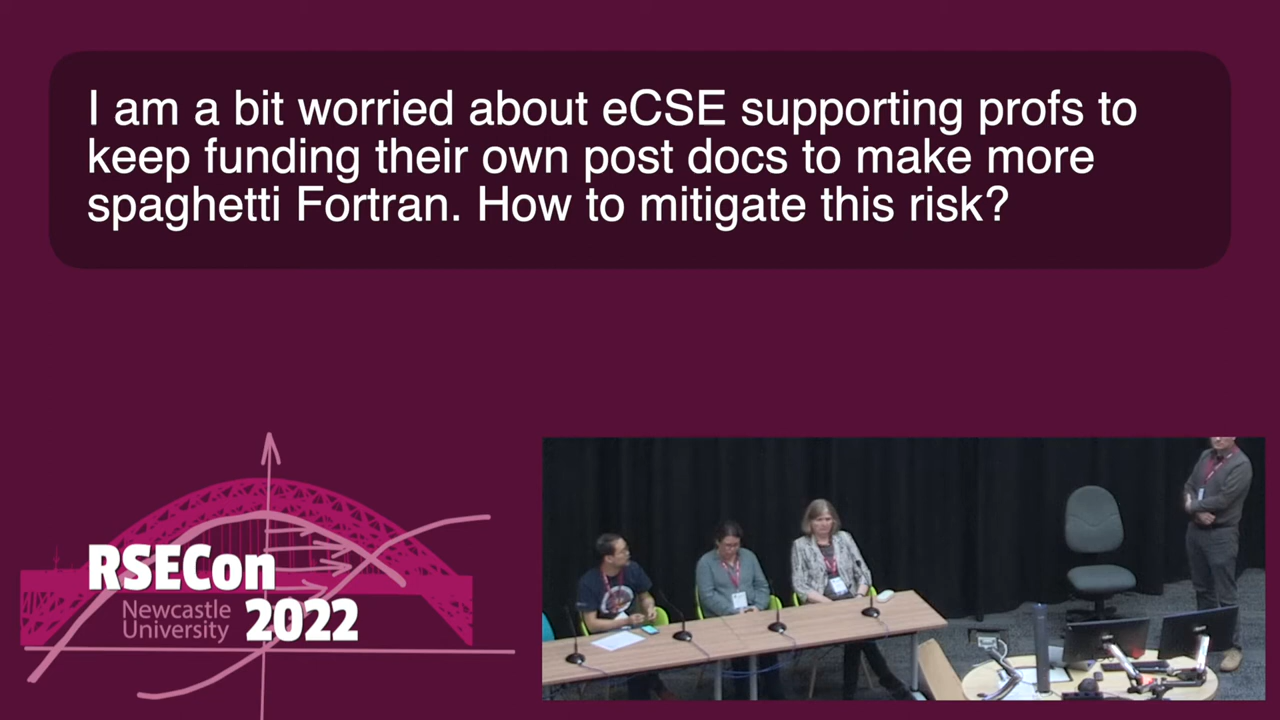 I am a bit worried about eCSE supporting profs to
keep funding their own post docs to make more
spaghetti Fortran. How to mitigate this risk?
RSECon
Newcastle
University
2022